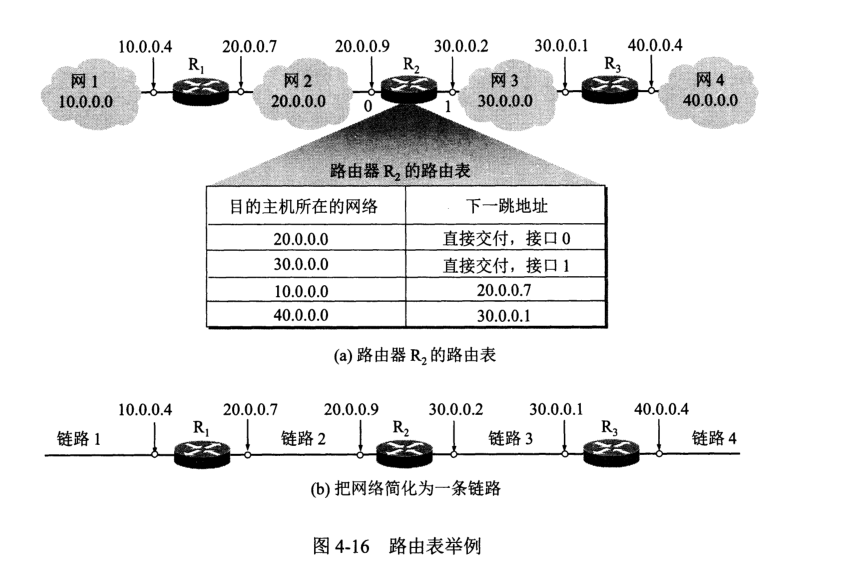 10.0.0.4 20.0.0.7 20.0.0.9 30.0.0.2 30.0.0.1 40.0.0.4
R1 R2 R3
网 1 网 2 网 3 网 4
10.0.0.0 20.0.0.0 0 1 30.0.0.0 40.0.0.0
路由器 R2 的路由表
目的主机所在的网络 下一跳地址
20.0.0.0 直接交付，接口 0
30.0.0.0 直接交付，接口 1
10.0.0.0 20.0.0.7
40.0.0.0 30.0.0.1
(a) 路由器 R2 的路由表
10.0.0.4 20.0.0.7 20.0.0.9 30.0.0.2 30.0.0.1 40.0.0.4
链路 1 R1 链路 2 R2 链路 3 R3 链路 4
(b) 把网络简化为一条链路
图 4-16 路由表举例